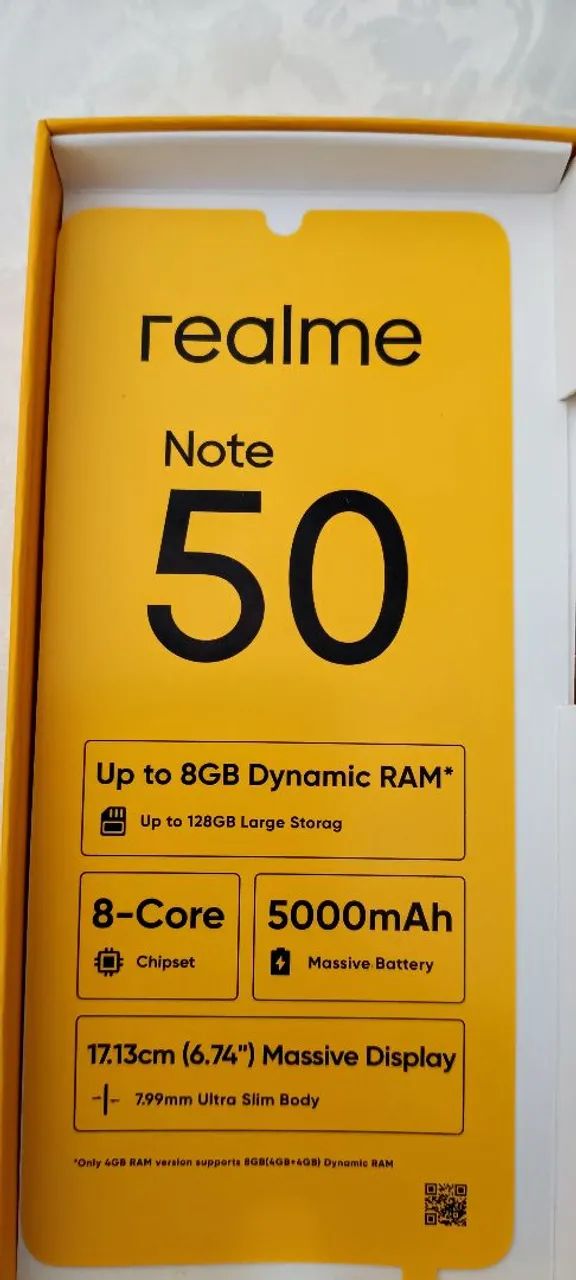 realme
Note
50
Up to 8GB Dynamic RAM*
Up to 128GB Large Storag
8-Core
Chipset
5000mAh
Massive Battery
17.13cm (6.74") Massive Display
7.99mm Ultra Slim Body
*Only 4GB RAM version supports 8GB(4GB+4GB) Dynamic RAM